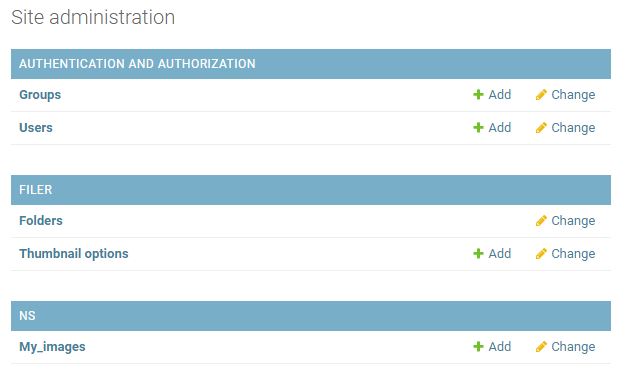 Site administration
AUTHENTICATION AND AUTHORIZATION
Groups Add Change
Users Add Change
FILER
Folders Change
Thumbnail options Add Change
NS
My_images Add Change